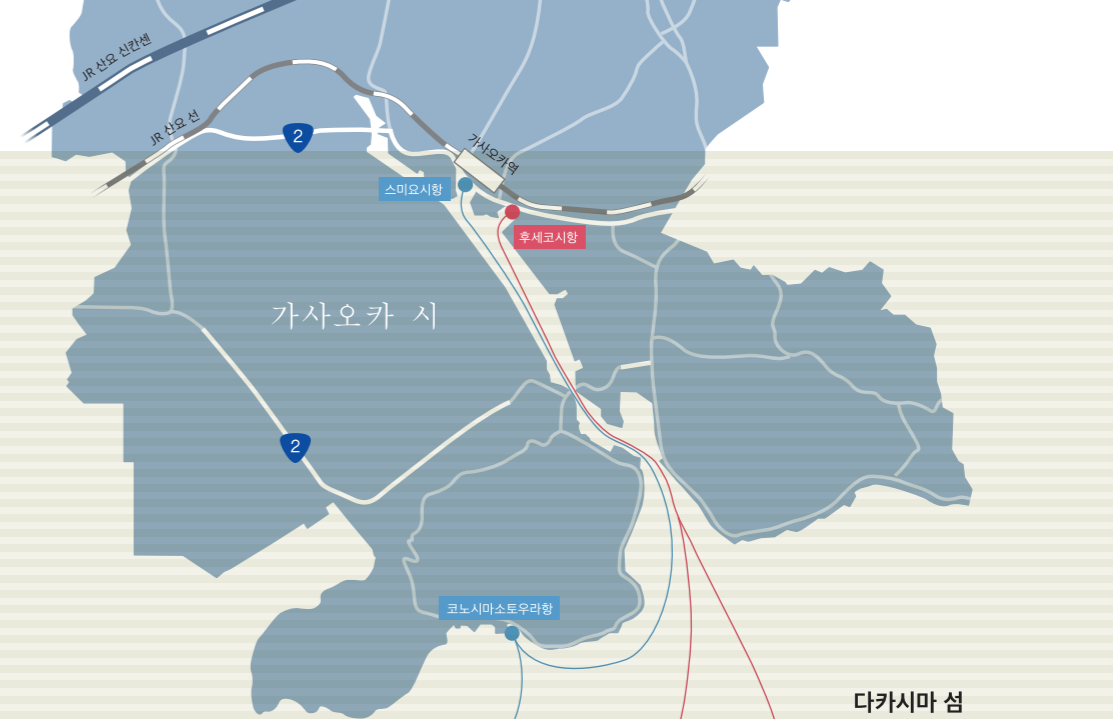 JR 산요 신칸센
JR 산요 선
2
가사오카역
스미요시항
후세코시항
가사오카 시
2
코노시마소토우라항
다카시마 섬